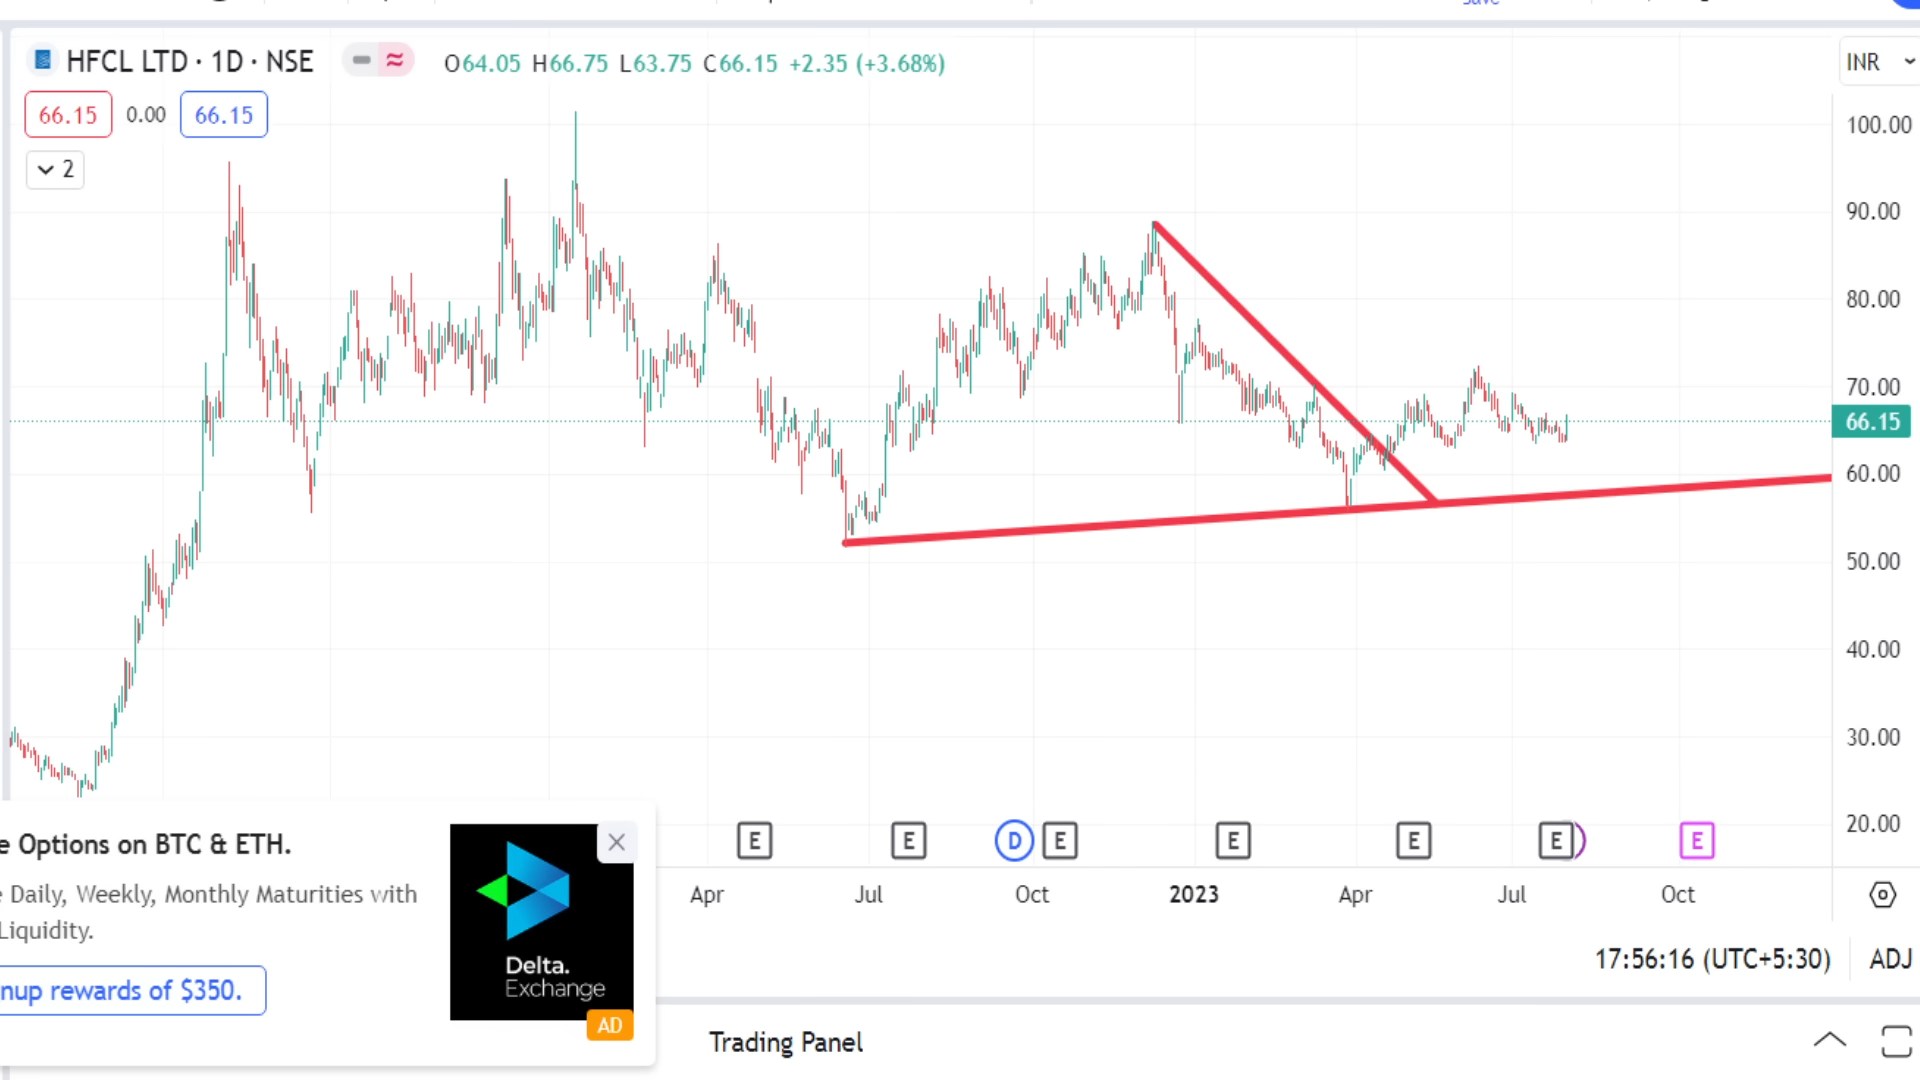 HFCL LTD · 1D · NSE
O64.05 H66.75 L63.75 C66.15 +2.35 (+3.68%)
INR
66.15 0.00 66.15
2
100.00
90.00
80.00
70.00
66.15
60.00
50.00
40.00
30.00
20.00
E E D E E E E E
Apr Jul Oct 2023 Apr Jul Oct
e Options on BTC & ETH.
e Daily, Weekly, Monthly Maturities with
Liquidity.
nup rewards of $350.
Delta.
Exchange
AD
17:56:16 (UTC+5:30) ADJ
Trading Panel